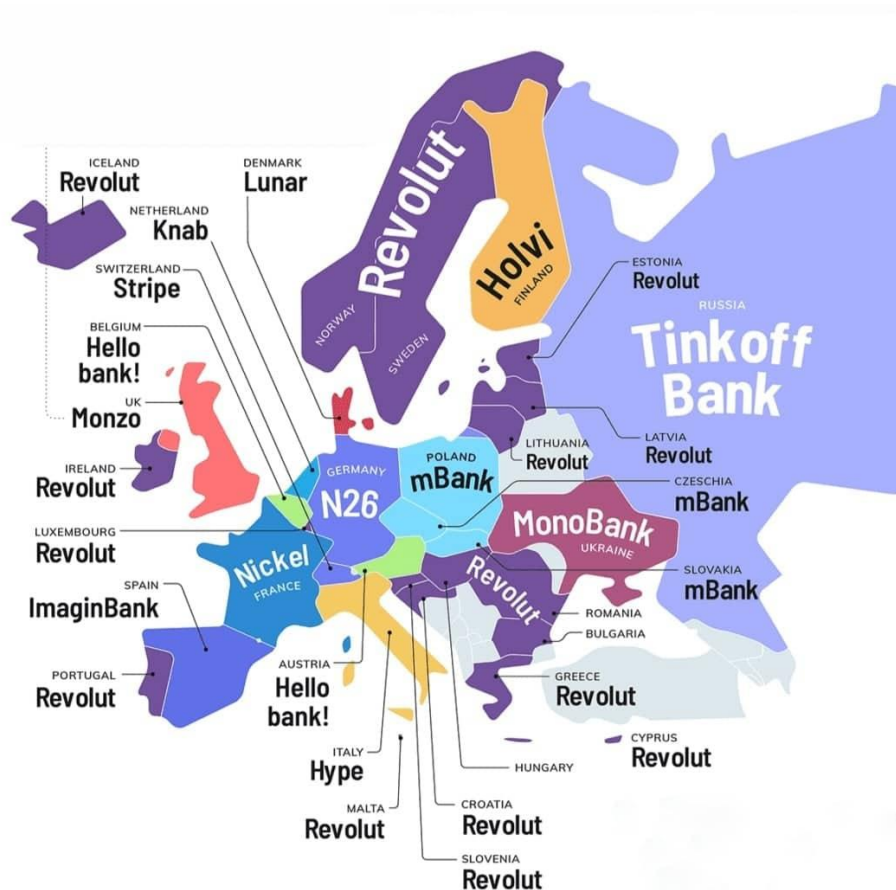 ICELAND
Revolut
DENMARK
Lunar
NETHERLAND
Knab
SWITZERLAND
Stripe
BELGIUM
Hello
bank!
UK
Monzo
IRELAND
Revolut
LUXEMBOURG
Revolut
SPAIN
ImaginBank
PORTUGAL
Revolut
Revolut
NORWAY
SWEDEN
Holvi
FINLAND
ESTONIA
Revolut
RUSSIA
Tinkoff
Bank
LITHUANIA
Revolut
LATVIA
Revolut
GERMANY
N26
POLAND
mBank
CZESCHIA
mBank
MonoBank
UKRAINE
Nickel
FRANCE
Revolut
SLOVAKIA
mBank
ROMANIA
BULGARIA
GREECE
Revolut
AUSTRIA
Hello
bank!
ITALY
Hype
MALTA
Revolut
HUNGARY
CYPRUS
Revolut
CROATIA
Revolut
SLOVENIA
Revolut